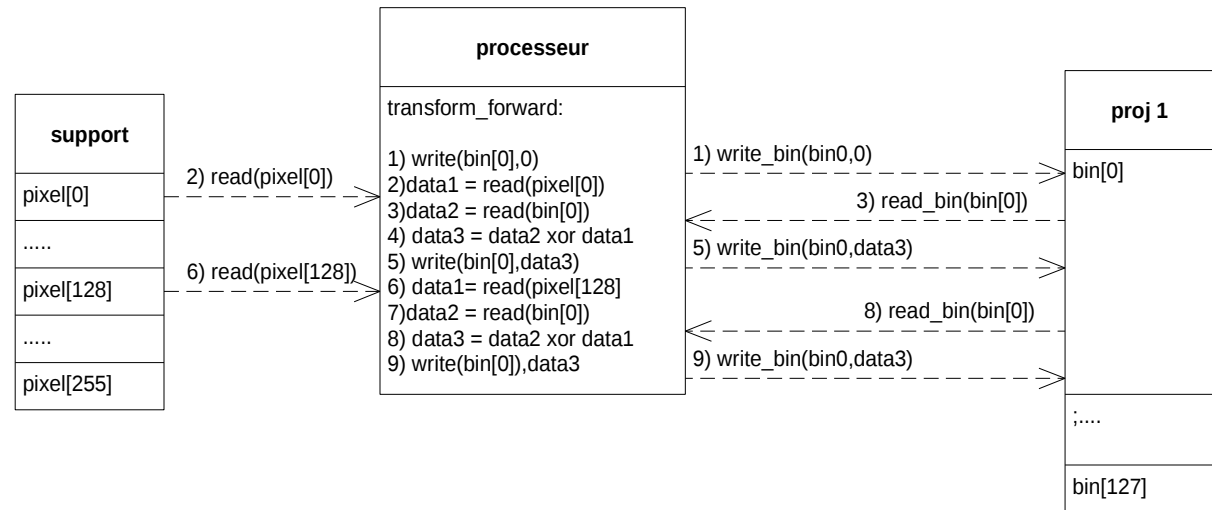 support
pixel[0]
.....
pixel[128]
.....
pixel[255]
2) read(pixel[0])
6) read(pixel[128])
processeur
transform_forward:
1) write(bin[0],0)
2)data1 = read(pixel[0])
3)data2 = read(bin[0])
4) data3 = data2 xor data1
5) write(bin[0],data3)
6) data1= read(pixel[128]
7)data2 = read(bin[0])
8) data3 = data2 xor data1
9) write(bin[0]),data3
1) write_bin(bin0,0)
3) read_bin(bin[0])
5) write_bin(bin0,data3)
8) read_bin(bin[0])
9) write_bin(bin0,data3)
proj 1
bin[0]
;....
bin[127]